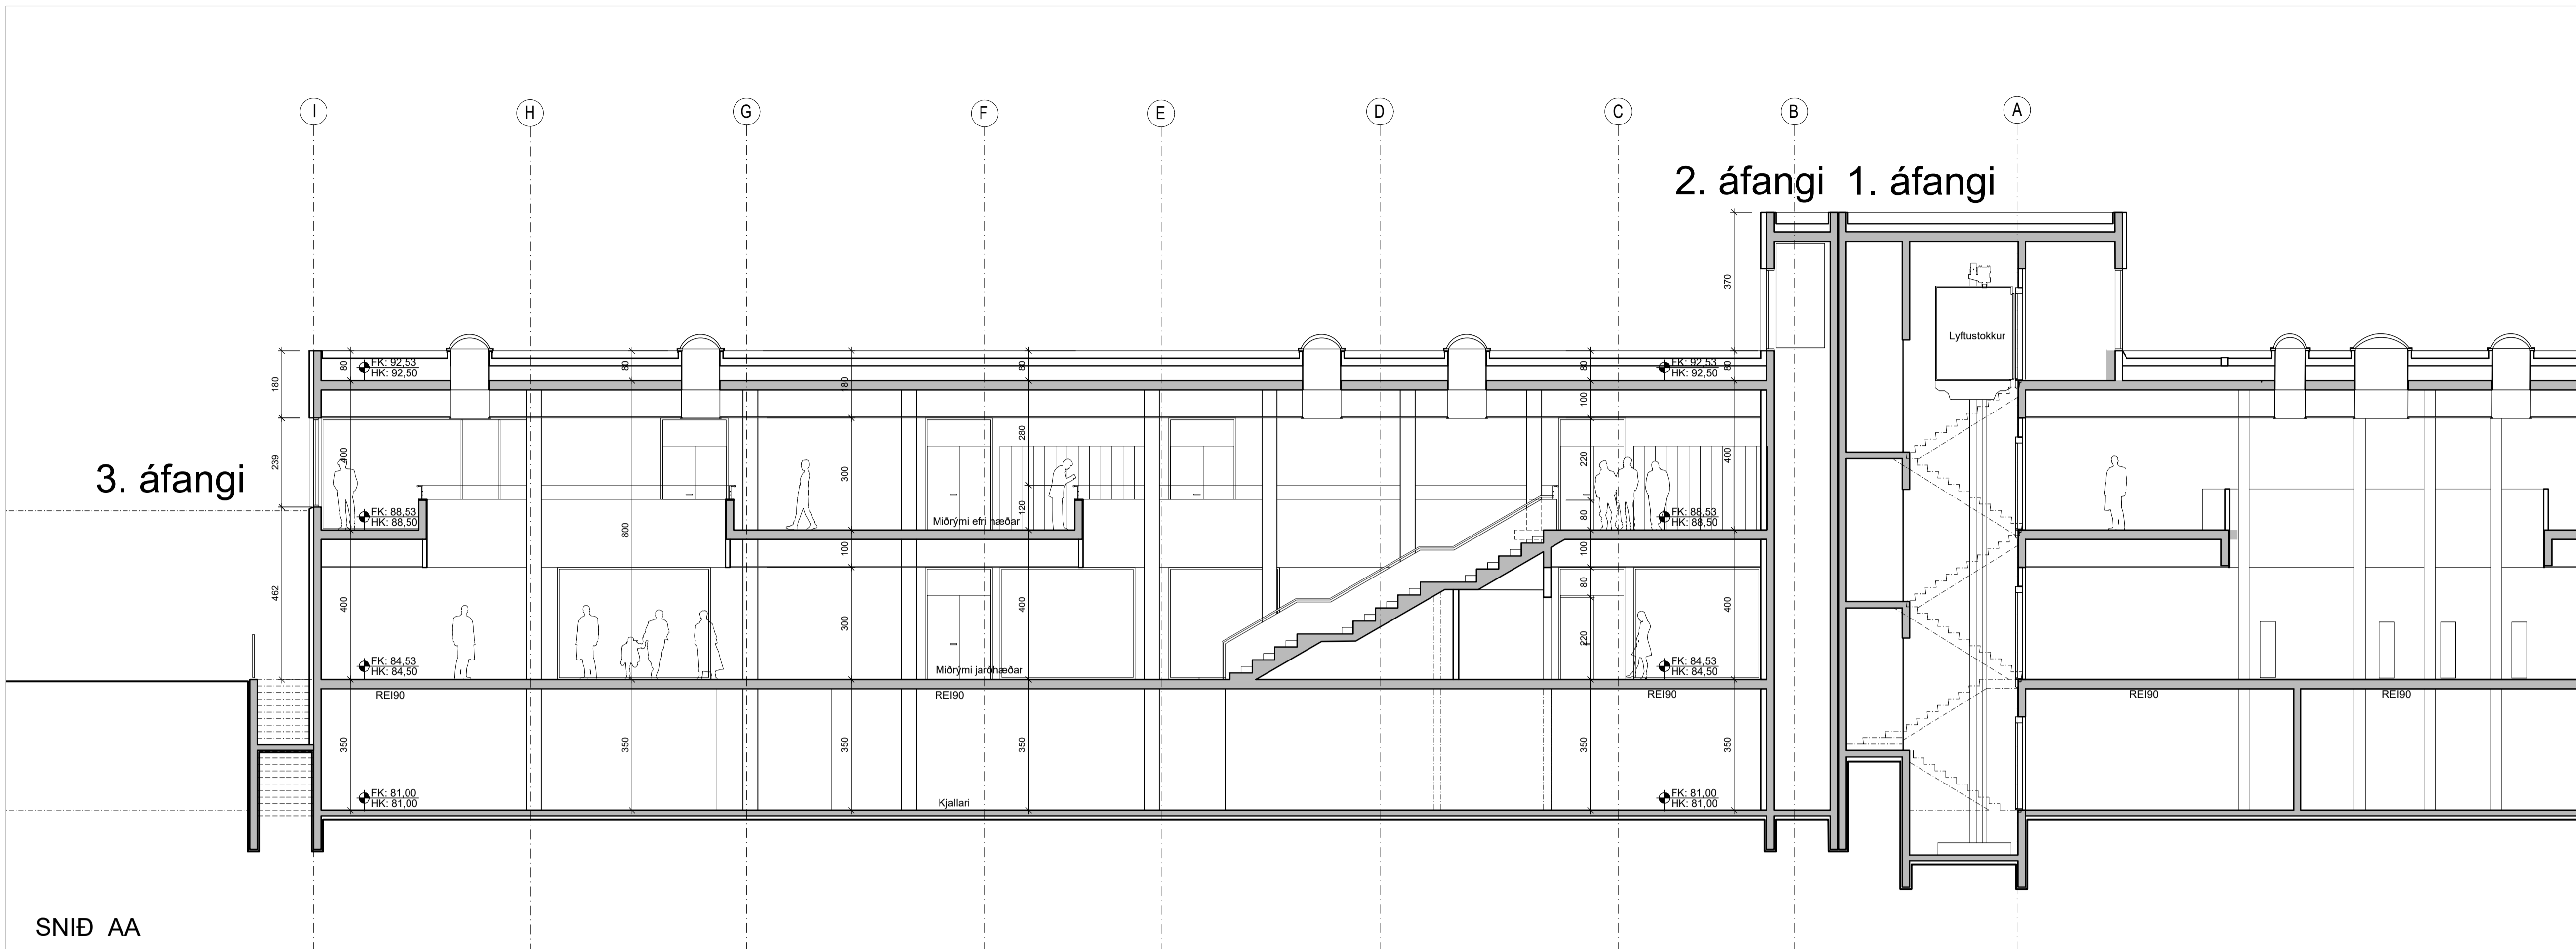 I H G F E D C B A
2. áfangi 1. áfangi
370
Lyftustokkur
180 80 FK: 92,53 80 180 80 80 FK: 92,53 80
HK: 92,50 HK: 92,50
100
239 400 300 280 220 400
3. áfangi
120 80
FK: 88,53 Miðrými efri hæðar FK: 88,53
HK: 88,50 HK: 88,50
800
100 100
80
462 400 300 400 220 400
FK: 84,53 Miðrými jarðhæðar FK: 84,53
HK: 84,50 HK: 84,50
REI90 REI90 REI90 REI90 REI90
350 350 350 350 350 350
FK: 81,00 Kjallari FK: 81,00
HK: 81,00 HK: 81,00
SNIÐ AA